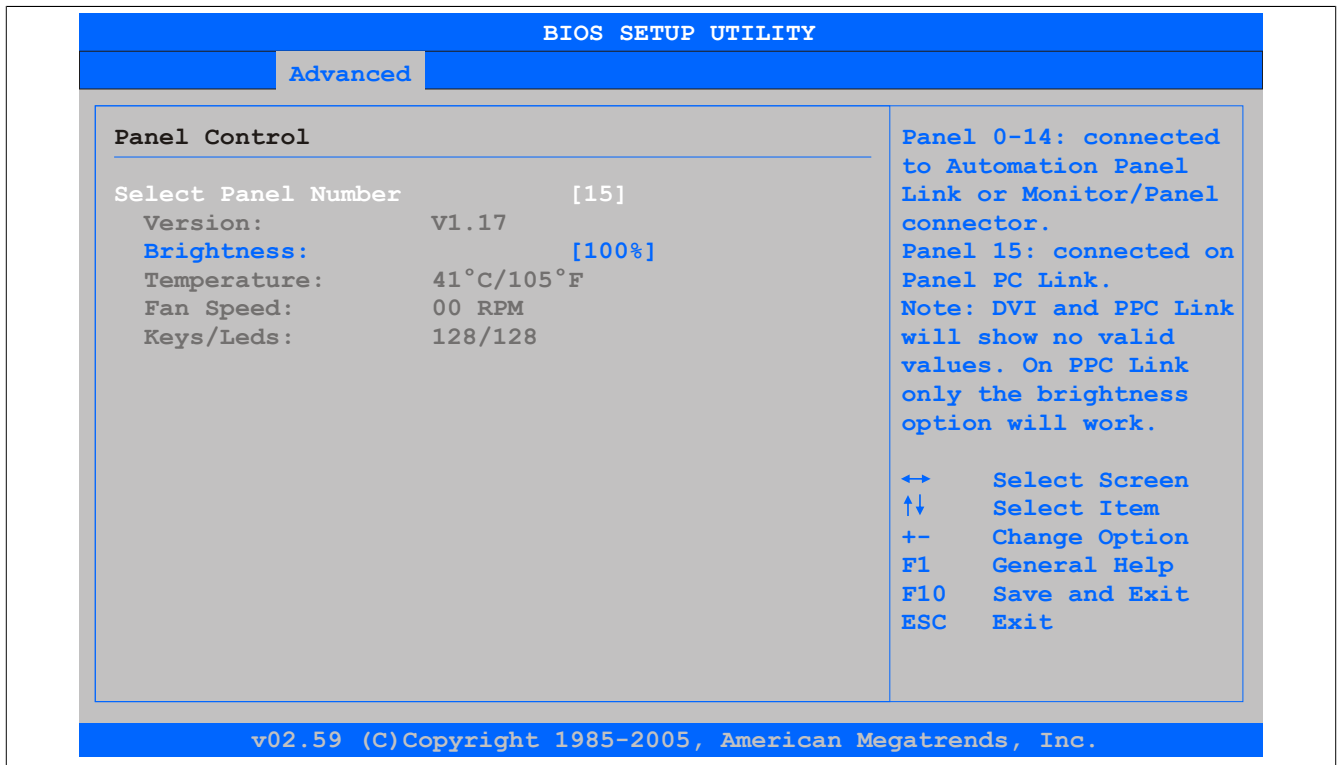 BIOS SETUP UTILITY
Advanced
Panel Control
Select Panel Number [15]
Version: V1.17
Brightness: [100%]
Temperature: 41°C/105°F
Fan Speed: 00 RPM
Keys/Leds: 128/128
Panel 0-14: connected
to Automation Panel
Link or Monitor/Panel
connector.
Panel 15: connected on
Panel PC Link.
Note: DVI and PPC Link
will show no valid
values. On PPC Link
only the brightness
option will work.
↔ Select Screen
↑↓ Select Item
+- Change Option
F1 General Help
F10 Save and Exit
ESC Exit
v02.59 (C)Copyright 1985-2005, American Megatrends, Inc.